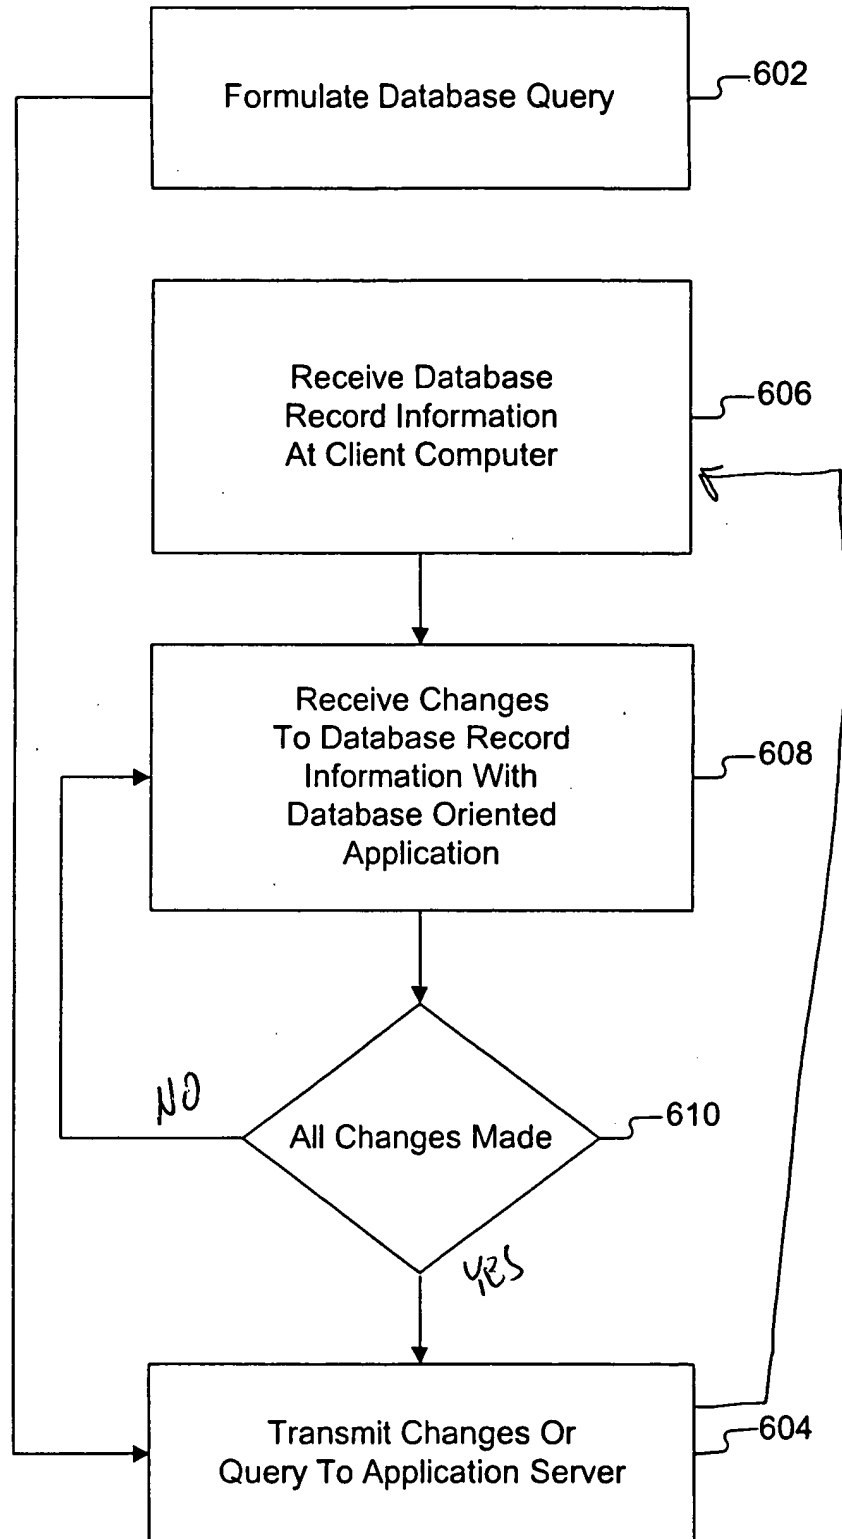 Formulate Database Query
602
Receive Database
Record Information
At Client Computer
606
Receive Changes
To Database Record
Information With
Database Oriented
Application
608
NO
All Changes Made
610
YES
Transmit Changes Or
Query To Application Server
604